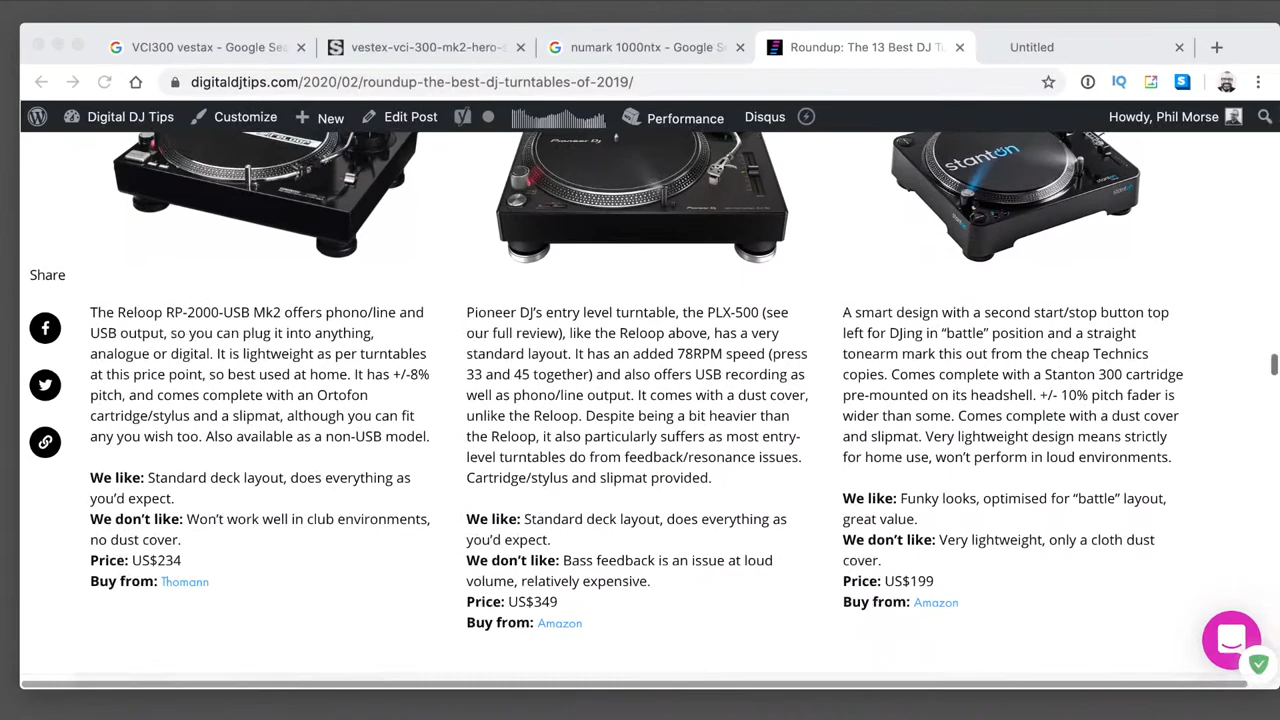 VCI300 vestax - Google Sea
vestex-vci-300-mk2-hero-
numark 1000ntx - Google S
Roundup: The 13 Best DJ Tu
Untitled
digitaldjtips.com/2020/02/roundup-the-best-dj-turntables-of-2019/
Digital DJ Tips
Customize
New
Edit Post
Performance
Disqus
Howdy, Phil Morse
Pioneer Dj
stanton
Share
The Reloop RP-2000-USB Mk2 offers phono/line and
USB output, so you can plug it into anything,
analogue or digital. It is lightweight as per turntables
at this price point, so best used at home. It has +/-8%
pitch, and comes complete with an Ortofon
cartridge/stylus and a slipmat, although you can fit
any you wish too. Also available as a non-USB model.
We like: Standard deck layout, does everything as
you'd expect.
We don't like: Won't work well in club environments,
no dust cover.
Price: US$234
Buy from: Thomann
Pioneer DJ's entry level turntable, the PLX-500 (see
our full review), like the Reloop above, has a very
standard layout. It has an added 78RPM speed (press
33 and 45 together) and also offers USB recording as
well as phono/line output. It comes with a dust cover,
unlike the Reloop. Despite being a bit heavier than
the Reloop, it also particularly suffers as most entry-
level turntables do from feedback/resonance issues.
Cartridge/stylus and slipmat provided.
We like: Standard deck layout, does everything as
you'd expect.
We don't like: Bass feedback is an issue at loud
volume, relatively expensive.
Price: US$349
Buy from: Amazon
A smart design with a second start/stop button top
left for DJing in “battle” position and a straight
tonearm mark this out from the cheap Technics
copies. Comes complete with a Stanton 300 cartridge
pre-mounted on its headshell. +/- 10% pitch fader is
wider than some. Comes complete with a dust cover
and slipmat. Very lightweight design means strictly
for home use, won't perform in loud environments.
We like: Funky looks, optimised for “battle” layout,
great value.
We don't like: Very lightweight, only a cloth dust
cover.
Price: US$199
Buy from: Amazon